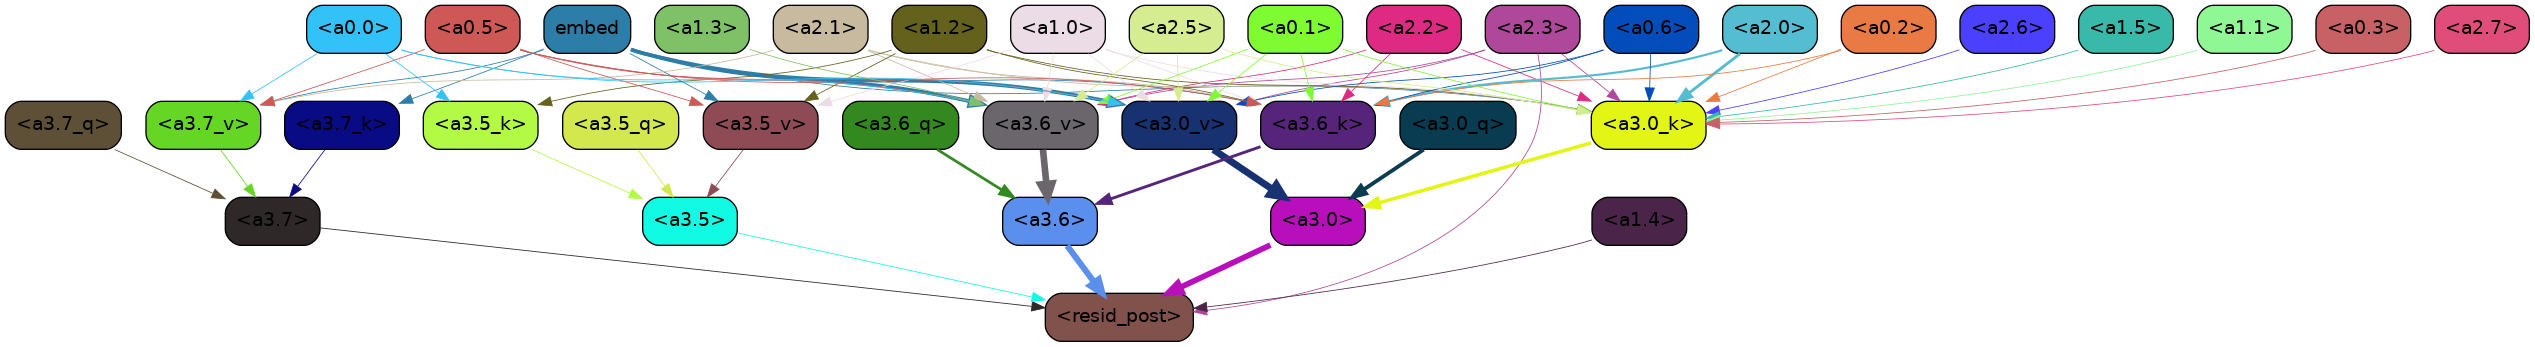 <a0.0> <a0.5> embed <a1.3> <a2.1> <a1.2> <a1.0> <a2.5> <a0.1> <a2.2> <a2.3> <a0.6> <a2.0> <a0.2> <a2.6> <a1.5> <a1.1> <a0.3> <a2.7>
<a3.7_q> <a3.7_v> <a3.7_k> <a3.5_k> <a3.5_q> <a3.5_v> <a3.6_q> <a3.6_v> <a3.0_v> <a3.6_k> <a3.0_q> <a3.0_k>
<a3.7> <a3.5> <a3.6> <a3.0> <a1.4>
<resid_post>